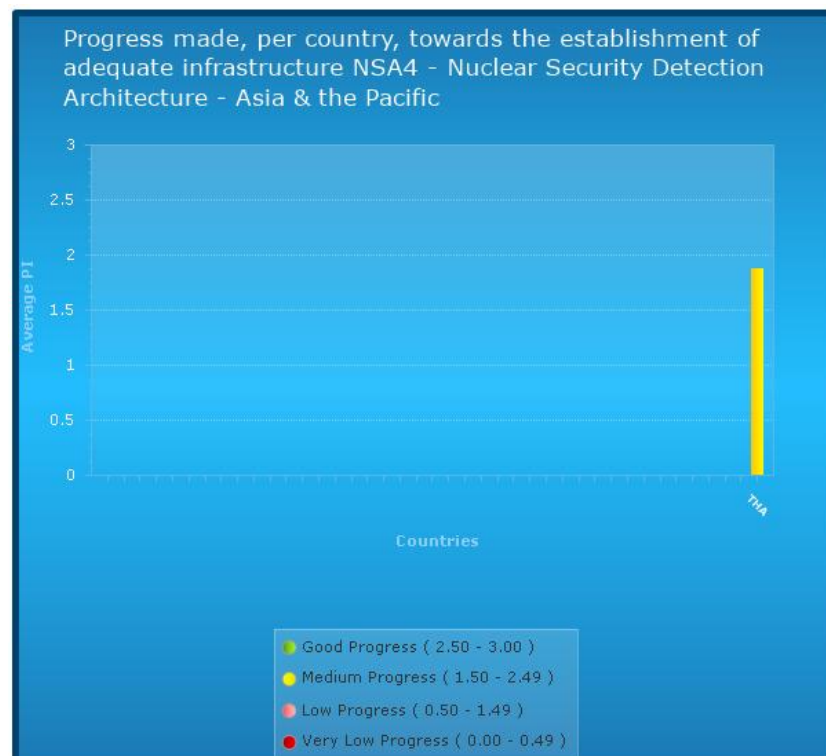 Progress made, per country, towards the establishment of
adequate infrastructure NSA4 - Nuclear Security Detection
Architecture - Asia & the Pacific
3
2.5
2
1.5
1
0.5
0
Average PI
THA
Countries
Good Progress ( 2.50 - 3.00 )
Medium Progress ( 1.50 - 2.49 )
Low Progress ( 0.50 - 1.49 )
Very Low Progress ( 0.00 - 0.49 )